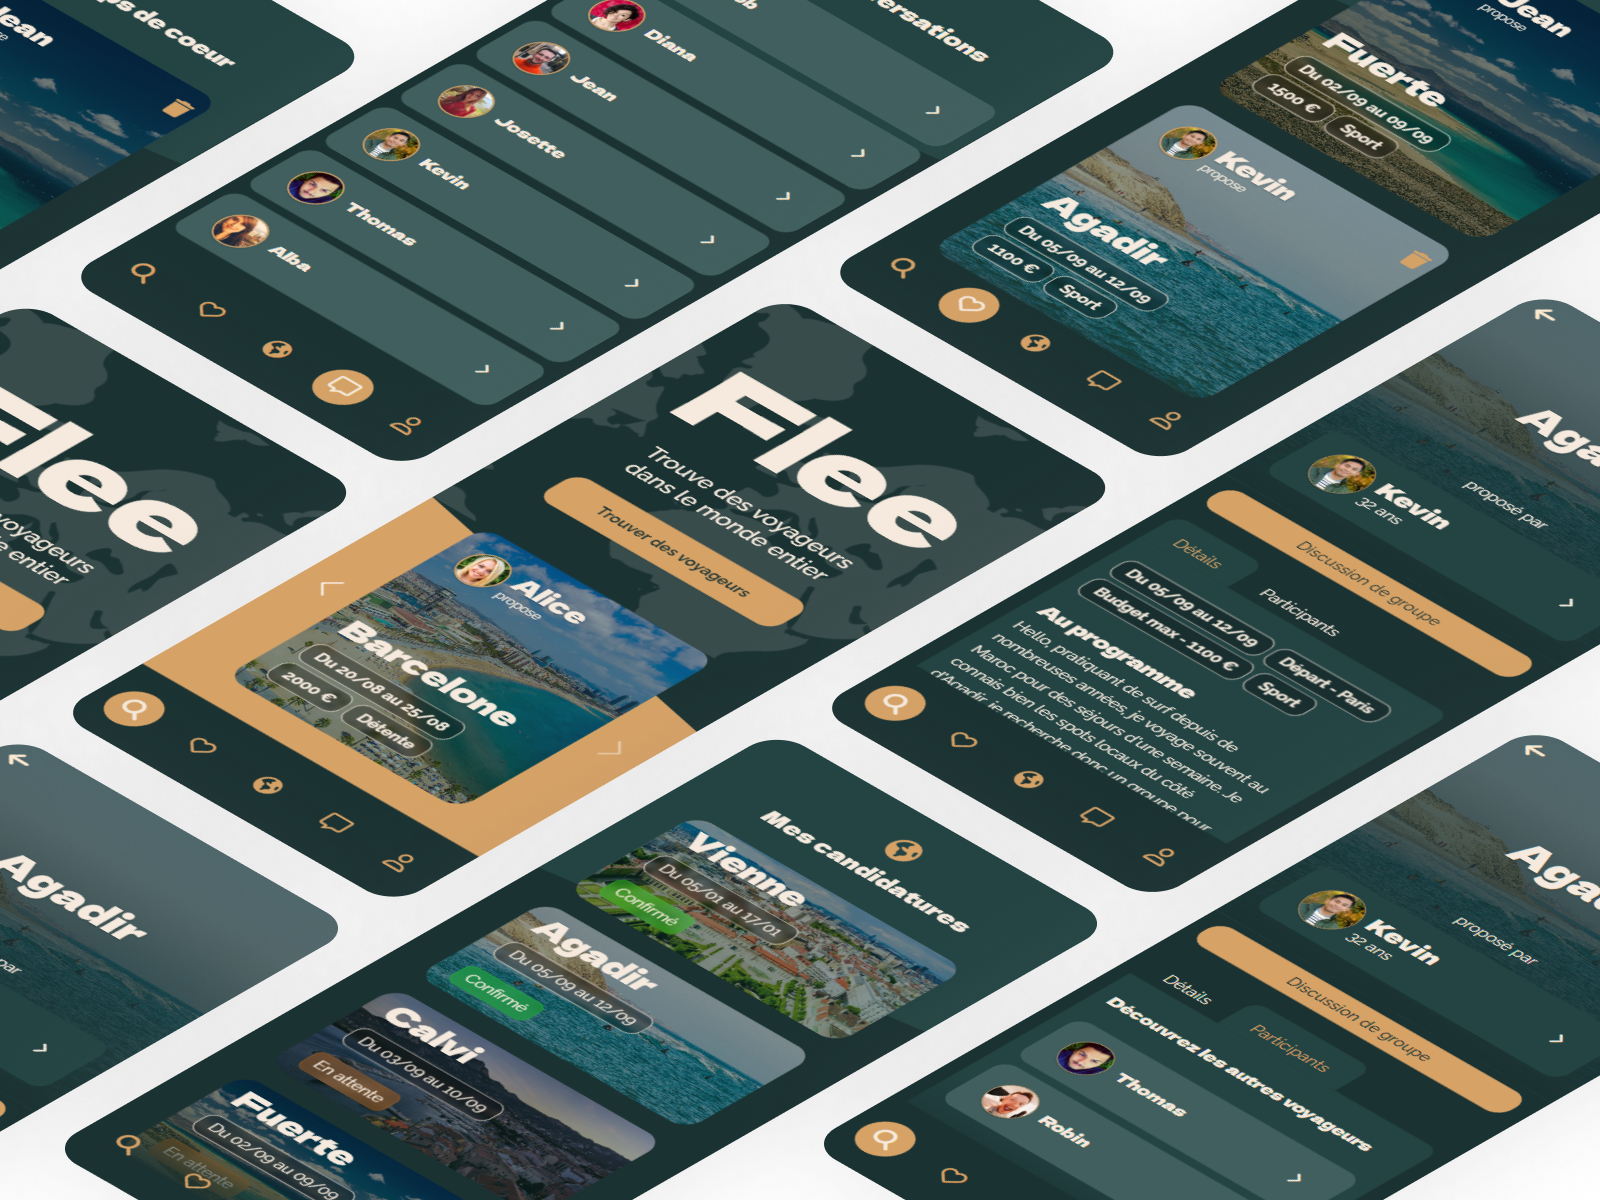 Jean
ps de coeur
versations
Diana
Jean
Josette
Kevin
Thomas
Alba
Jean
propose
Fuerte
Du 02/09 au 09/09
1500 €
Sport
Kevin
propose
Agadir
Du 05/09 au 12/09
1100 €
Sport
Flee
voyageurs
entier
Flee
Trouve des voyageurs
dans le monde entier
Trouver des voyageurs
Alice
propose
Barcelone
Du 20/08 au 25/08
2000 €
Détente
Aga
proposé par
Kevin
32 ans
Discussion de groupe
Détails
Participants
Du 05/09 au 12/09
Départ - Paris
Budget max - 1100 €
Sport
Au programme
Hello, pratiquant de surf depuis de
nombreuses années, je voyage souvent au
Maroc pour des séjours d'une semaine. Je
connais bien les spots locaux du côté
d'Agadir je recherche donc un groupe pour
Agadir
par
Mes candidatures
Vienne
Du 05/01 au 17/01
Confirmé
Agadir
Du 05/09 au 12/09
Confirmé
Calvi
Du 03/09 au 10/09
En attente
Fuerte
Du 02/09 au 09/09
En attente
Aga
proposé par
Kevin
32 ans
Discussion de groupe
Détails
Participants
Découvrez les autres voyageurs
Thomas
Robin